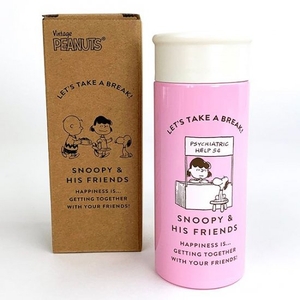 Vintage
PEANUTS®
LET'S TAKE A BREAK!
SNOOPY &
HIS FRIENDS
HAPPINESS IS...
GETTING TOGETHER
WITH YOUR FRIENDS!
LET'S TAKE A BREAK!
PSYCHIATRIC
HELP 5¢
SNOOPY &
HIS FRIENDS
HAPPINESS IS...
GETTING TOGETHER
WITH YOUR FRIENDS!